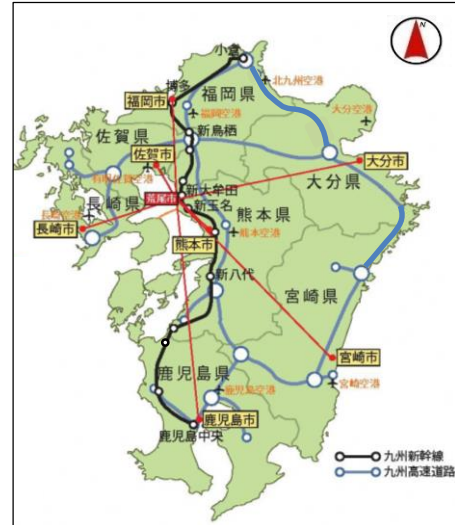 N
小倉
博多
北九州空港
福岡市
福岡県
福岡空港
大分空港
佐賀県
新鳥栖
佐賀市
大分市
大分県
新大牟田
荒尾市
長崎県
新玉名
熊本県
長崎空港
長崎市
熊本市
熊本空港
新八代
宮崎県
宮崎市
鹿児島県
宮崎空港
鹿児島空港
鹿児島市
鹿児島中央
九州新幹線
九州高速道路